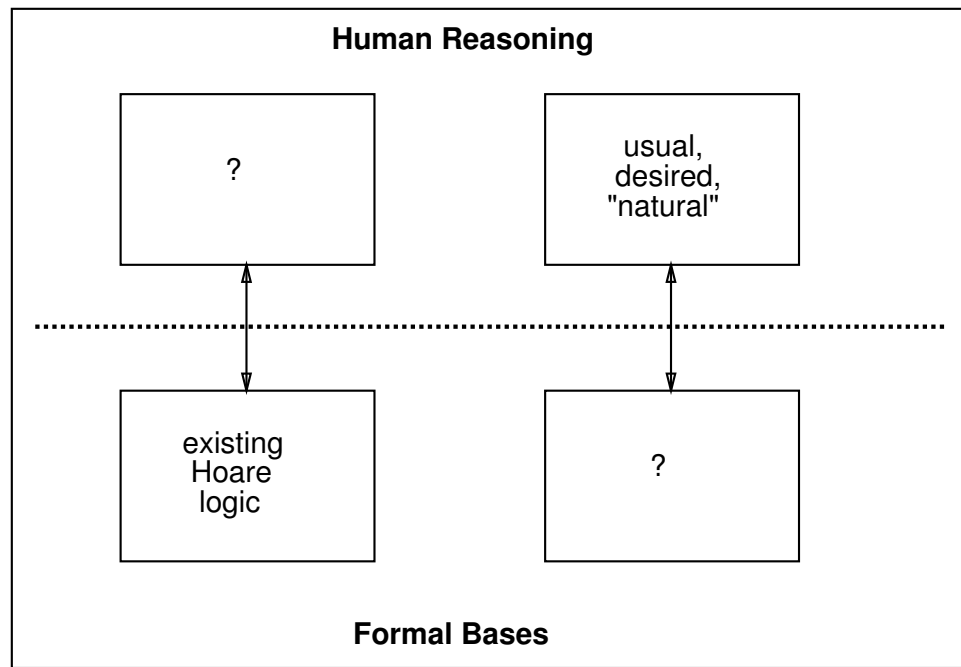 Human Reasoning
?
usual,
desired,
"natural"
existing
Hoare
logic
?
Formal Bases